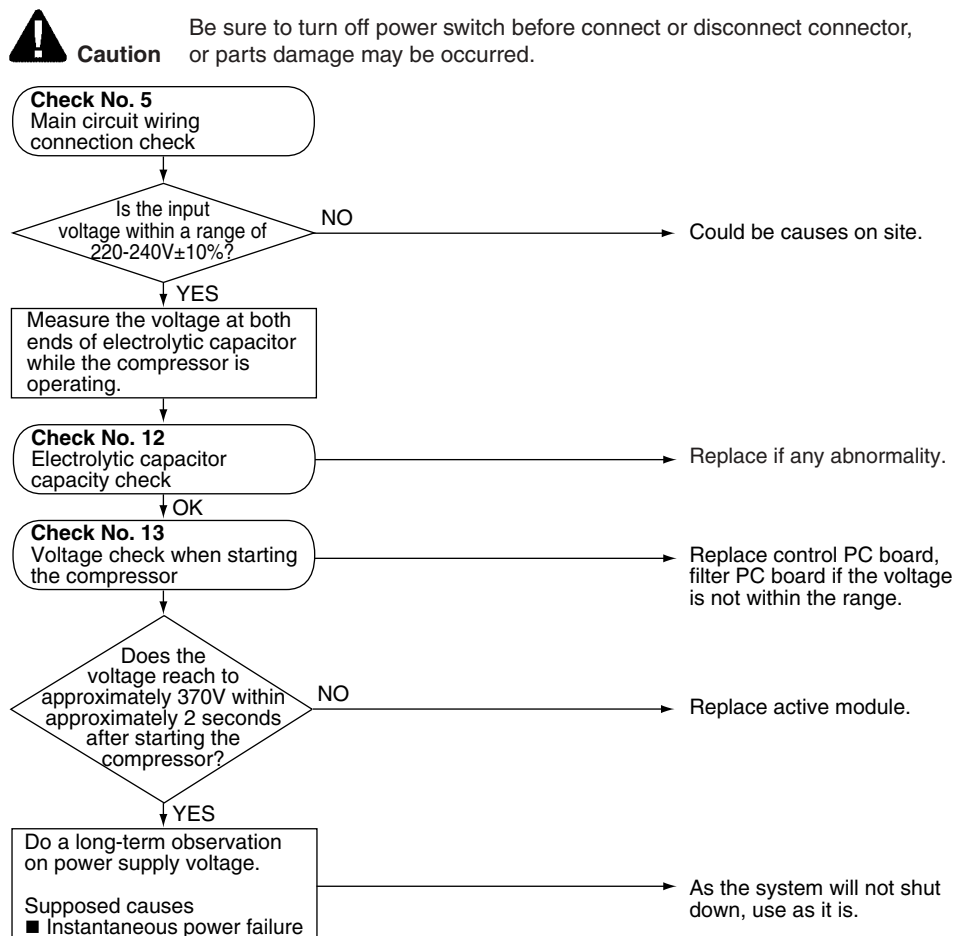 Be sure to turn off power switch before connect or disconnect connector,
Caution or parts damage may be occurred.
Check No. 5
Main circuit wiring
connection check
Is the input
voltage within a range of
220-240V±10%?
NO
Could be causes on site.
YES
Measure the voltage at both
ends of electrolytic capacitor
while the compressor is
operating.
Check No. 12
Electrolytic capacitor
capacity check
Replace if any abnormality.
OK
Check No. 13
Voltage check when starting
the compressor
Replace control PC board,
filter PC board if the voltage
is not within the range.
Does the
voltage reach to
approximately 370V within
approximately 2 seconds
after starting the
compressor?
NO
Replace active module.
YES
Do a long-term observation
on power supply voltage.
Supposed causes
■ Instantaneous power failure
As the system will not shut
down, use as it is.